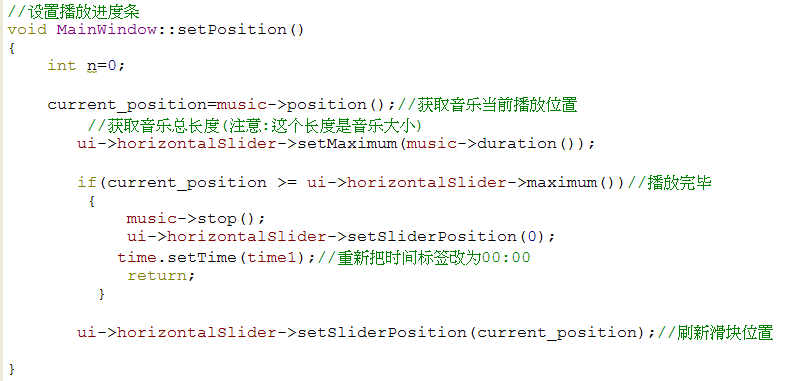 //设置播放进度条
void MainWindow::setPosition()
{
int n=0;
current_position=music->position();//获取音乐当前播放位置
//获取音乐总长度(注意:这个长度是音乐大小)
ui->horizontalSlider->setMaximum(music->duration());
if(current_position >= ui->horizontalSlider->maximum())//播放完毕
{
music->stop();
ui->horizontalSlider->setSliderPosition(0);
time.setTime(time1);//重新把时间标签改为00:00
return;
}
ui->horizontalSlider->setSliderPosition(current_position);//刷新滑块位置
}